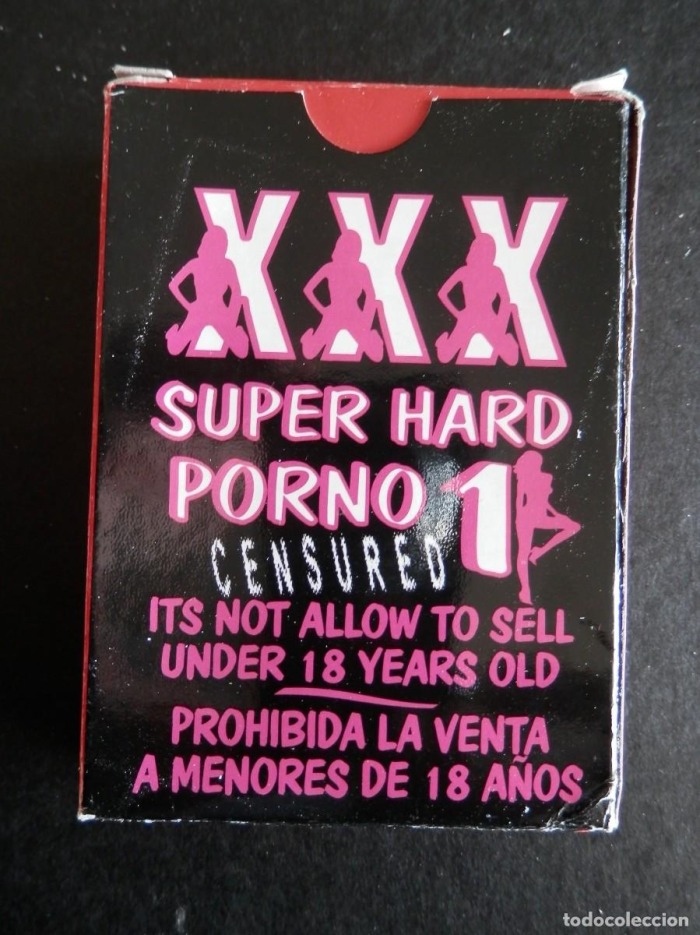 XXX
SUPER HARD
PORNO 1
CENSURED
ITS NOT ALLOW TO SELL
UNDER 18 YEARS OLD
PROHIBIDA LA VENTA
A MENORES DE 18 AÑOS
todocoleccion